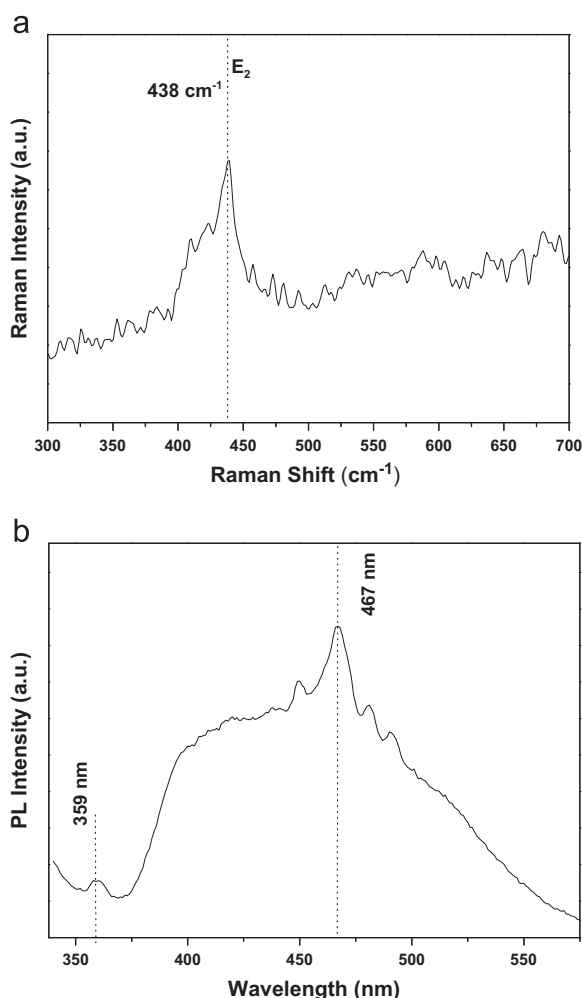 a
E₂
438 cm⁻¹
Raman Intensity (a.u.)
300 350 400 450 500 550 600 650 700
Raman Shift (cm⁻¹)
b
467 nm
359 nm
PL Intensity (a.u.)
350 400 450 500 550
Wavelength (nm)